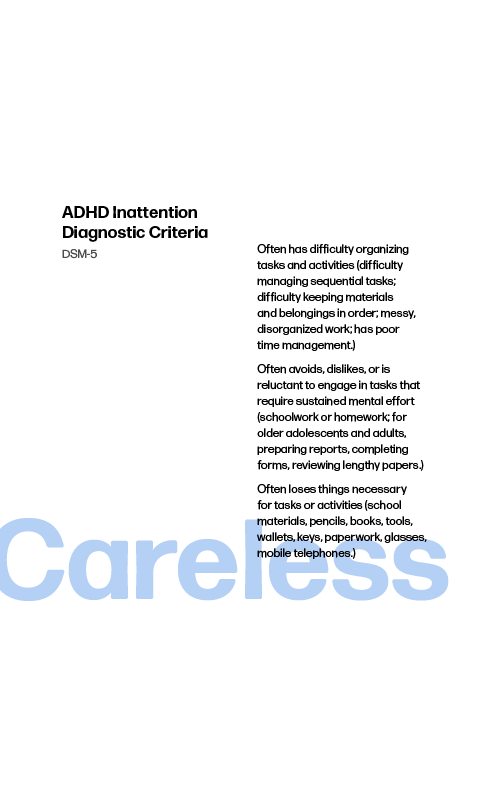 ADHD Inattention
Diagnostic Criteria
DSM-5
Often has difficulty organizing
tasks and activities (difficulty
managing sequential tasks;
difficulty keeping materials
and belongings in order; messy,
disorganized work; has poor
time management.)
Often avoids, dislikes, or is
reluctant to engage in tasks that
require sustained mental effort
(schoolwork or homework; for
older adolescents and adults,
preparing reports, completing
forms, reviewing lengthy papers.)
Often loses things necessary
for tasks or activities (school
materials, pencils, books, tools,
wallets, keys, paperwork, glasses,
mobile telephones.)
Careless